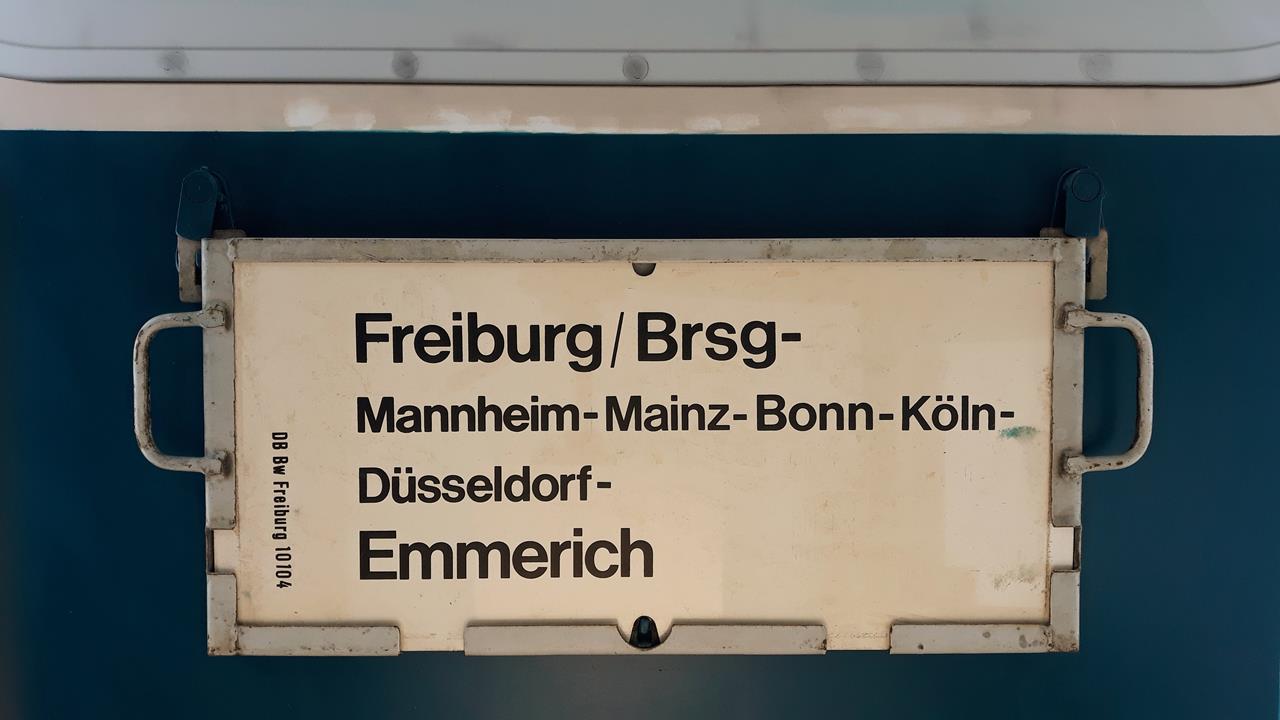 Freiburg/Brsg-
Mannheim-Mainz-Bonn-Köln-
Düsseldorf-
Emmerich
DB Bw Freiburg 10104